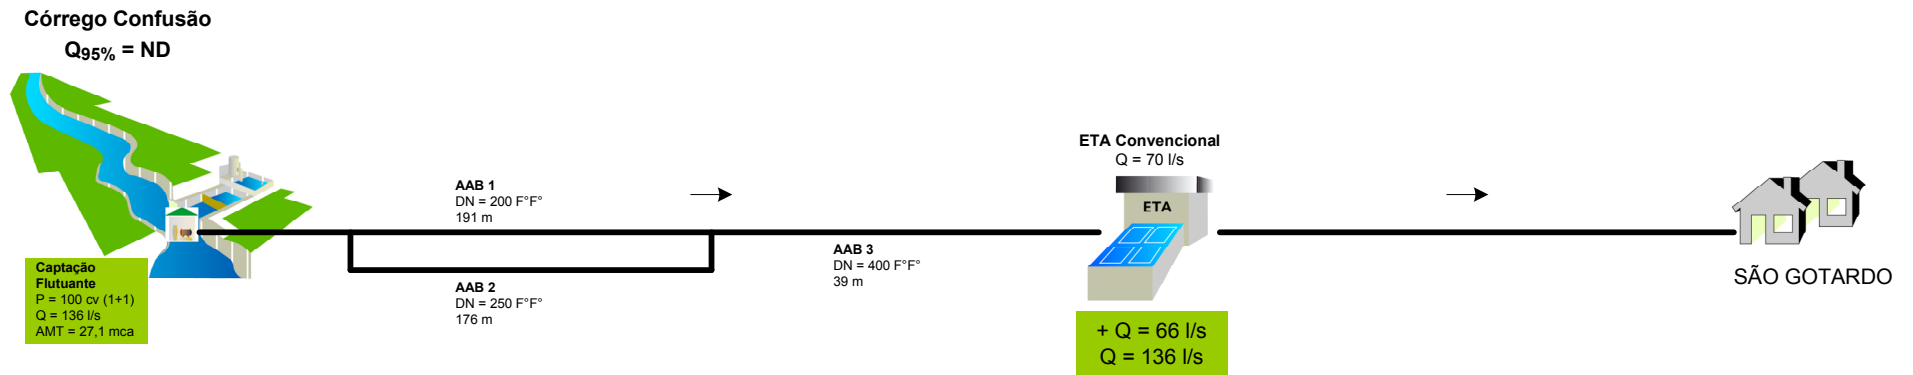 Córrego Confusão
Q95% = ND
Captação
Flutuante
P = 100 cv (1+1)
Q = 136 l/s
AMT = 27,1 mca
AAB 1
DN = 200 F°F°
191 m
AAB 2
DN = 250 F°F°
176 m
AAB 3
DN = 400 F°F°
39 m
ETA Convencional
Q = 70 l/s
ETA
+ Q = 66 l/s
Q = 136 l/s
SÃO GOTARDO